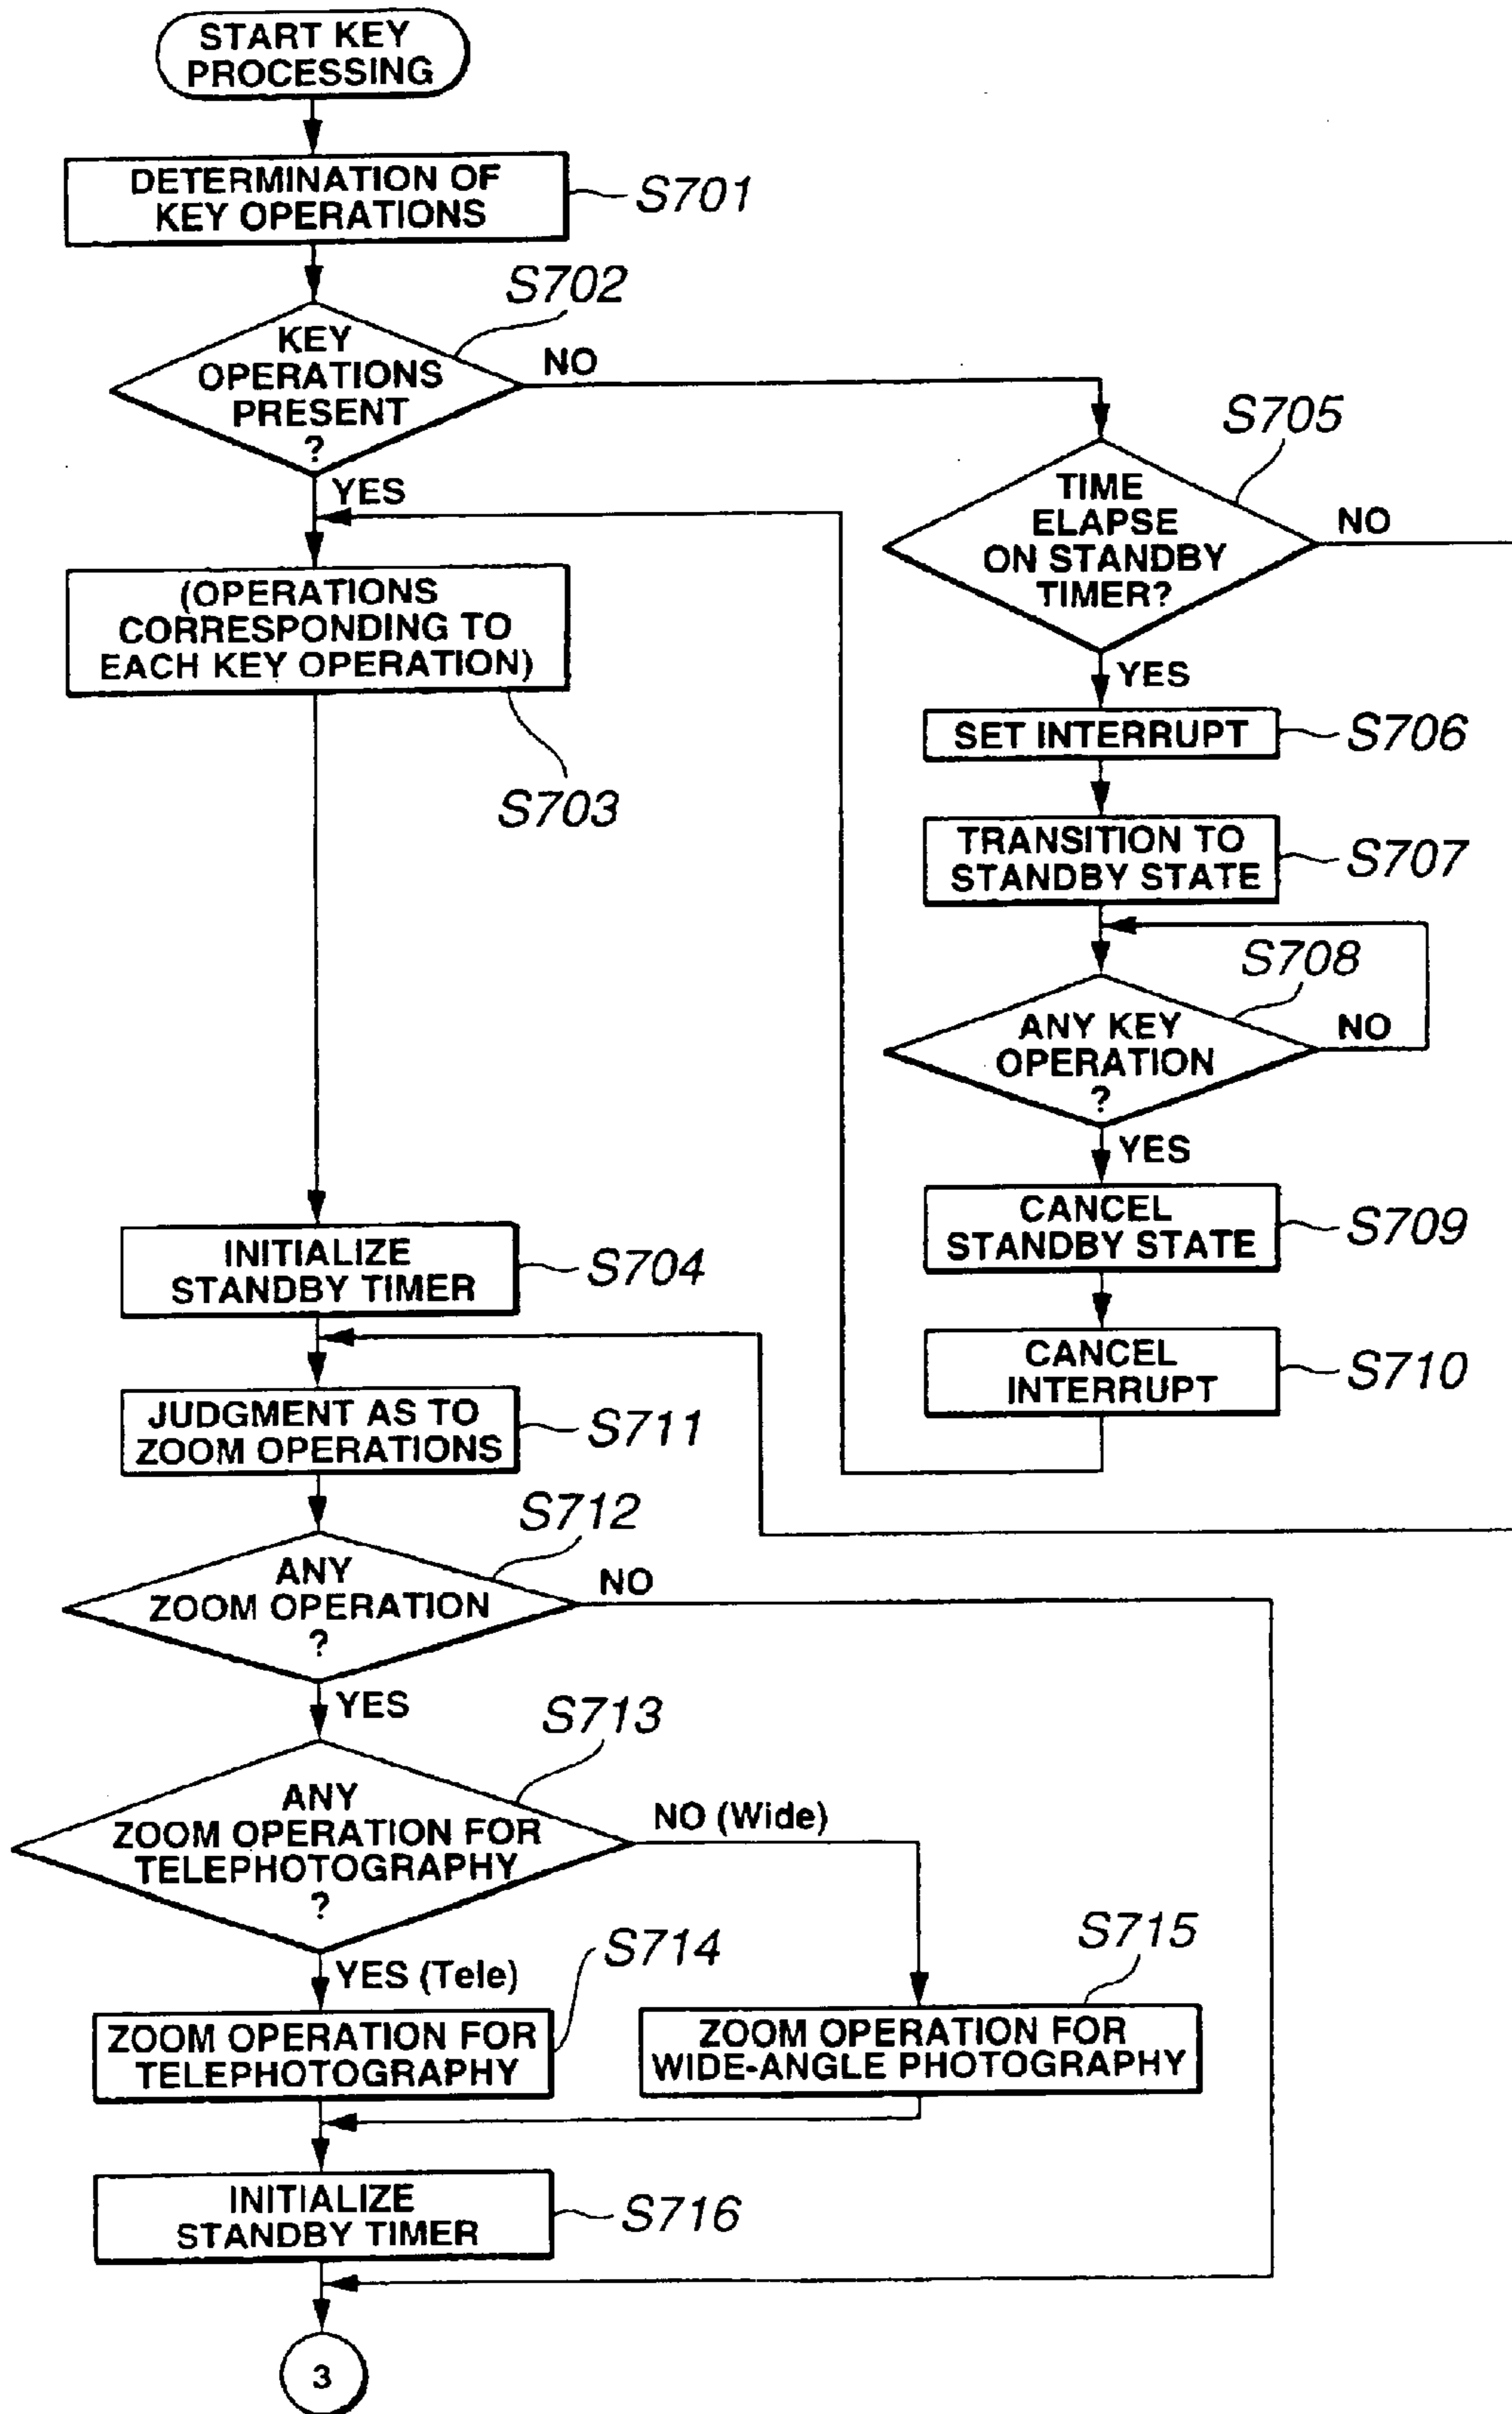 START KEY
PROCESSING
DETERMINATION OF
KEY OPERATIONS
S701
S702
KEY
OPERATIONS
PRESENT
?
NO
YES
(OPERATIONS
CORRESPONDING TO
EACH KEY OPERATION)
S703
S705
TIME
ELAPSE
ON STANDBY
TIMER?
NO
YES
SET INTERRUPT
S706
TRANSITION TO
STANDBY STATE
S707
S708
ANY KEY
OPERATION
?
NO
YES
CANCEL
STANDBY STATE
S709
CANCEL
INTERRUPT
S710
INITIALIZE
STANDBY TIMER
S704
JUDGMENT AS TO
ZOOM OPERATIONS
S711
S712
ANY
ZOOM OPERATION
?
NO
YES
S713
ANY
ZOOM OPERATION FOR
TELEPHOTOGRAPHY
?
NO (Wide)
YES (Tele)
S714
ZOOM OPERATION FOR
TELEPHOTOGRAPHY
S715
ZOOM OPERATION FOR
WIDE-ANGLE PHOTOGRAPHY
INITIALIZE
STANDBY TIMER
S716
3